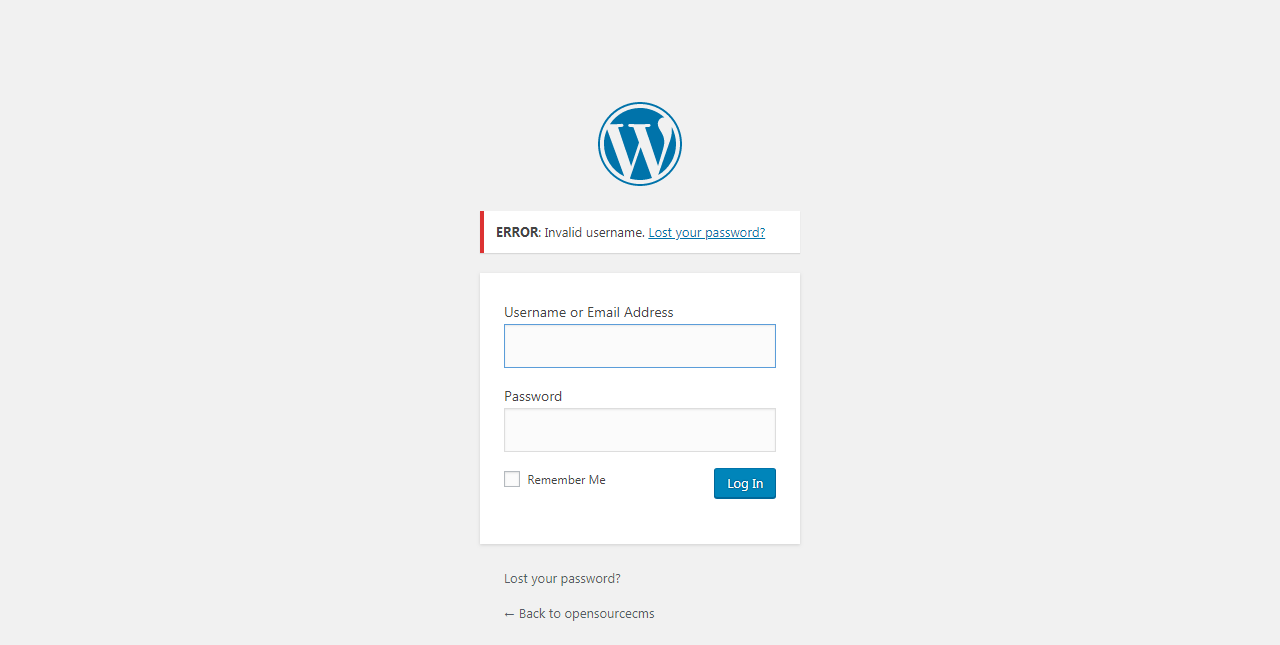 ERROR: Invalid username. Lost your password?
Username or Email Address
Password
Remember Me
Log In
Lost your password?
← Back to opensourcecms